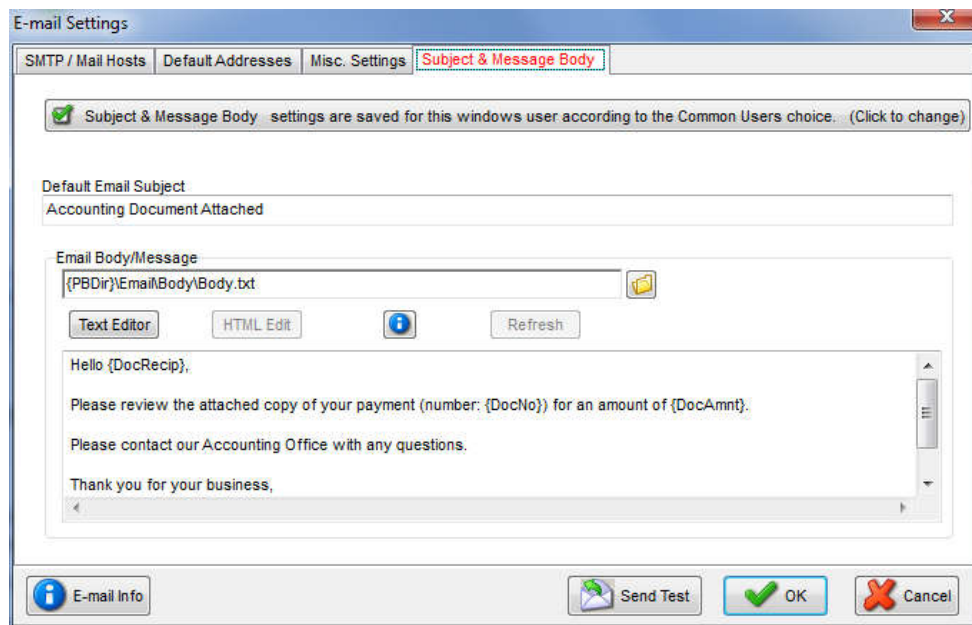 E-mail Settings
SMTP / Mail Hosts Default Addresses Misc. Settings Subject & Message Body
Subject & Message Body settings are saved for this windows user according to the Common Users choice. (Click to change)
Default Email Subject
Accounting Document Attached
Email Body/Message
{PBDir}\Email\Body\Body.txt
Text Editor HTML Edit Refresh
Hello {DocRecip},
Please review the attached copy of your payment (number: {DocNo}) for an amount of {DocAmnt}.
Please contact our Accounting Office with any questions.
Thank you for your business,
E-mail Info Send Test OK Cancel